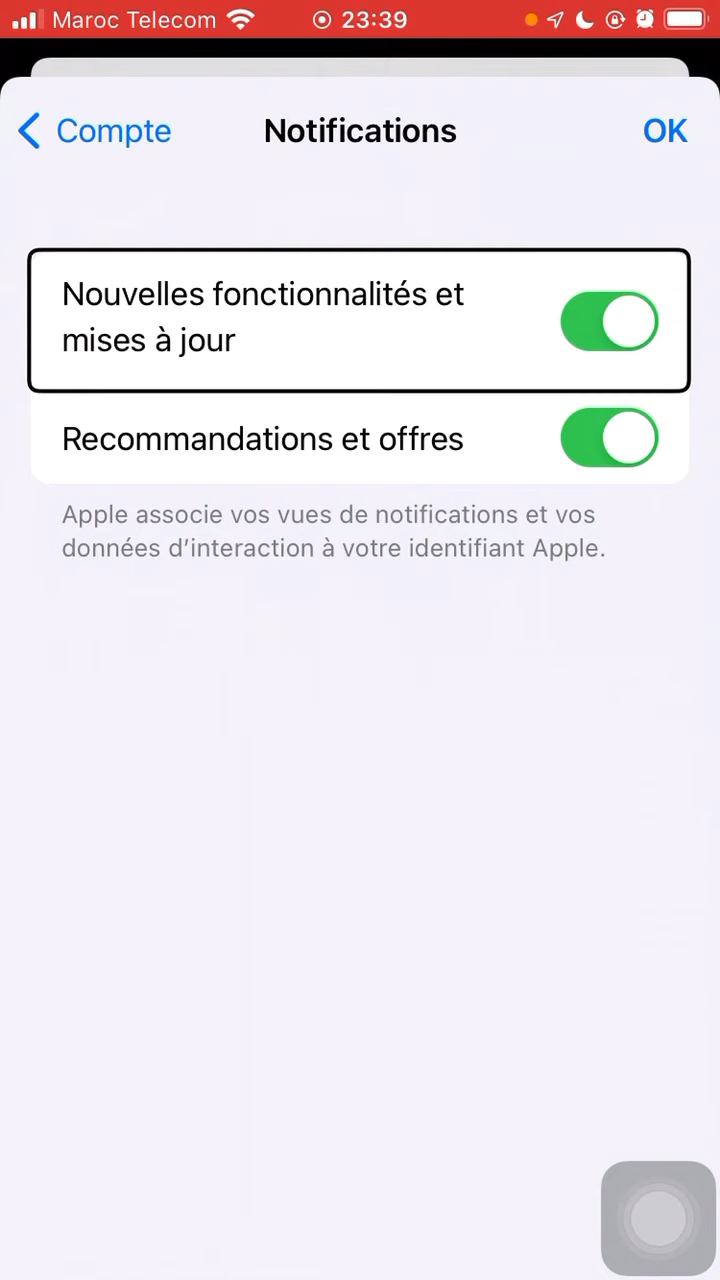 Maroc Telecom 23:39
Compte Notifications OK
Nouvelles fonctionnalités et
mises à jour
Recommandations et offres
Apple associe vos vues de notifications et vos
données d’interaction à votre identifiant Apple.